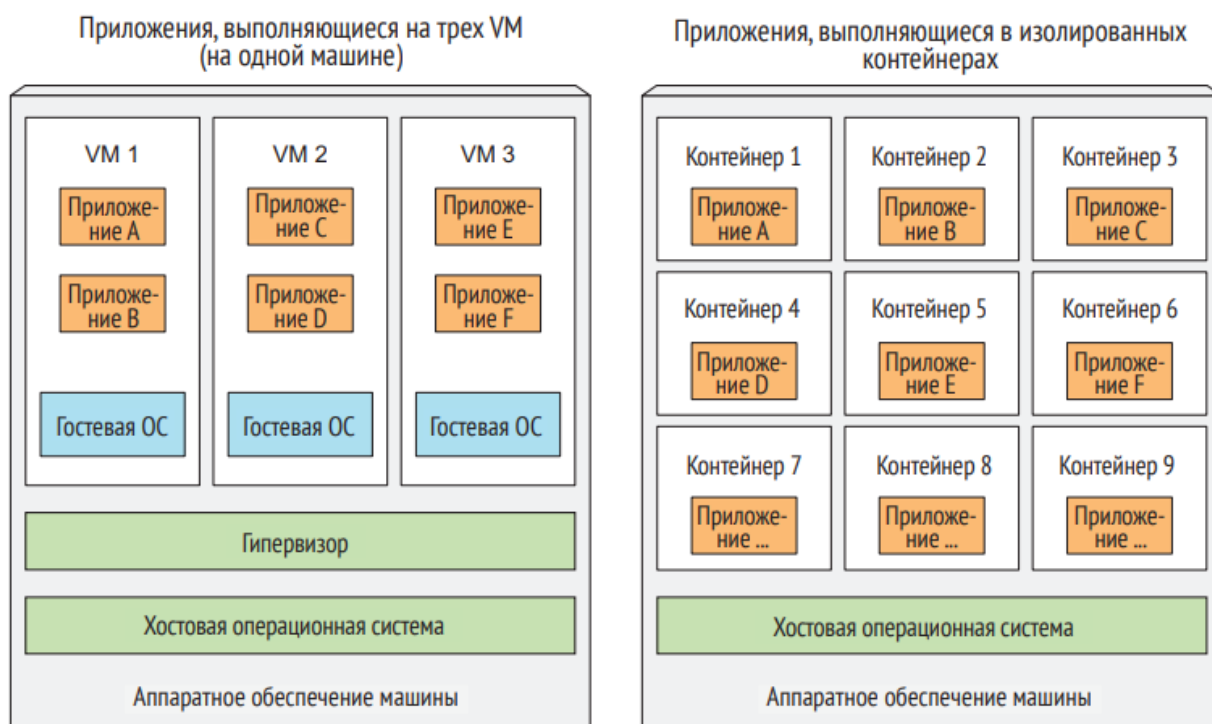 Приложения, выполняющиеся на трех VM
(на одной машине)
VM 1
Приложе-
ние A
Приложе-
ние B
Гостевая ОС
VM 2
Приложе-
ние C
Приложе-
ние D
Гостевая ОС
VM 3
Приложе-
ние E
Приложе-
ние F
Гостевая ОС
Гипервизор
Хостовая операционная система
Аппаратное обеспечение машины
Приложения, выполняющиеся в изолированных
контейнерах
Контейнер 1
Приложе-
ние A
Контейнер 2
Приложе-
ние B
Контейнер 3
Приложе-
ние C
Контейнер 4
Приложе-
ние D
Контейнер 5
Приложе-
ние E
Контейнер 6
Приложе-
ние F
Контейнер 7
Приложе-
ние ...
Контейнер 8
Приложе-
ние ...
Контейнер 9
Приложе-
ние ...
Хостовая операционная система
Аппаратное обеспечение машины